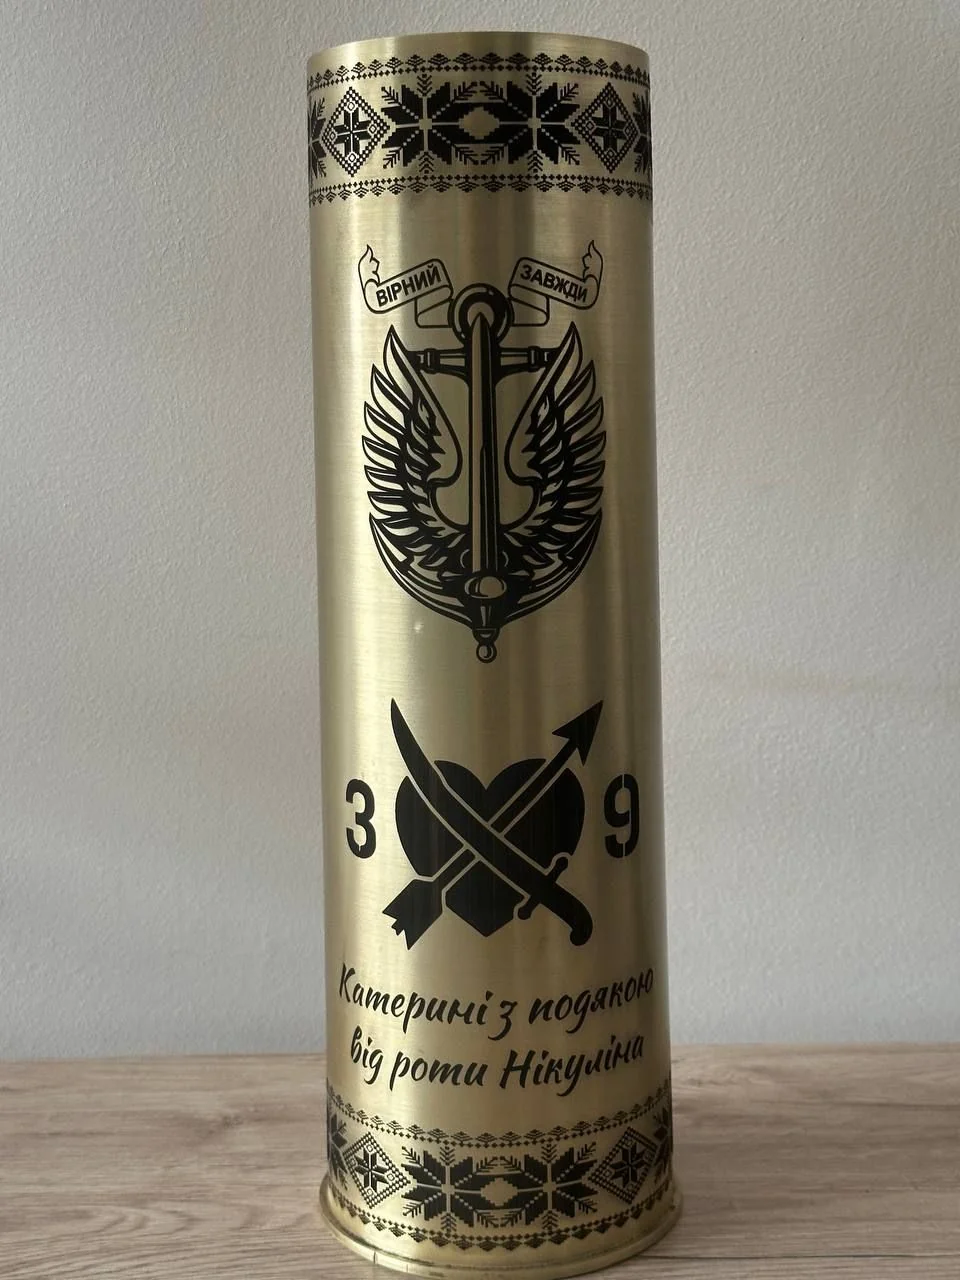 ВІРНИЙ ЗАВЖДИ
3 9
Катерині з подякою
від роти Нікуліна